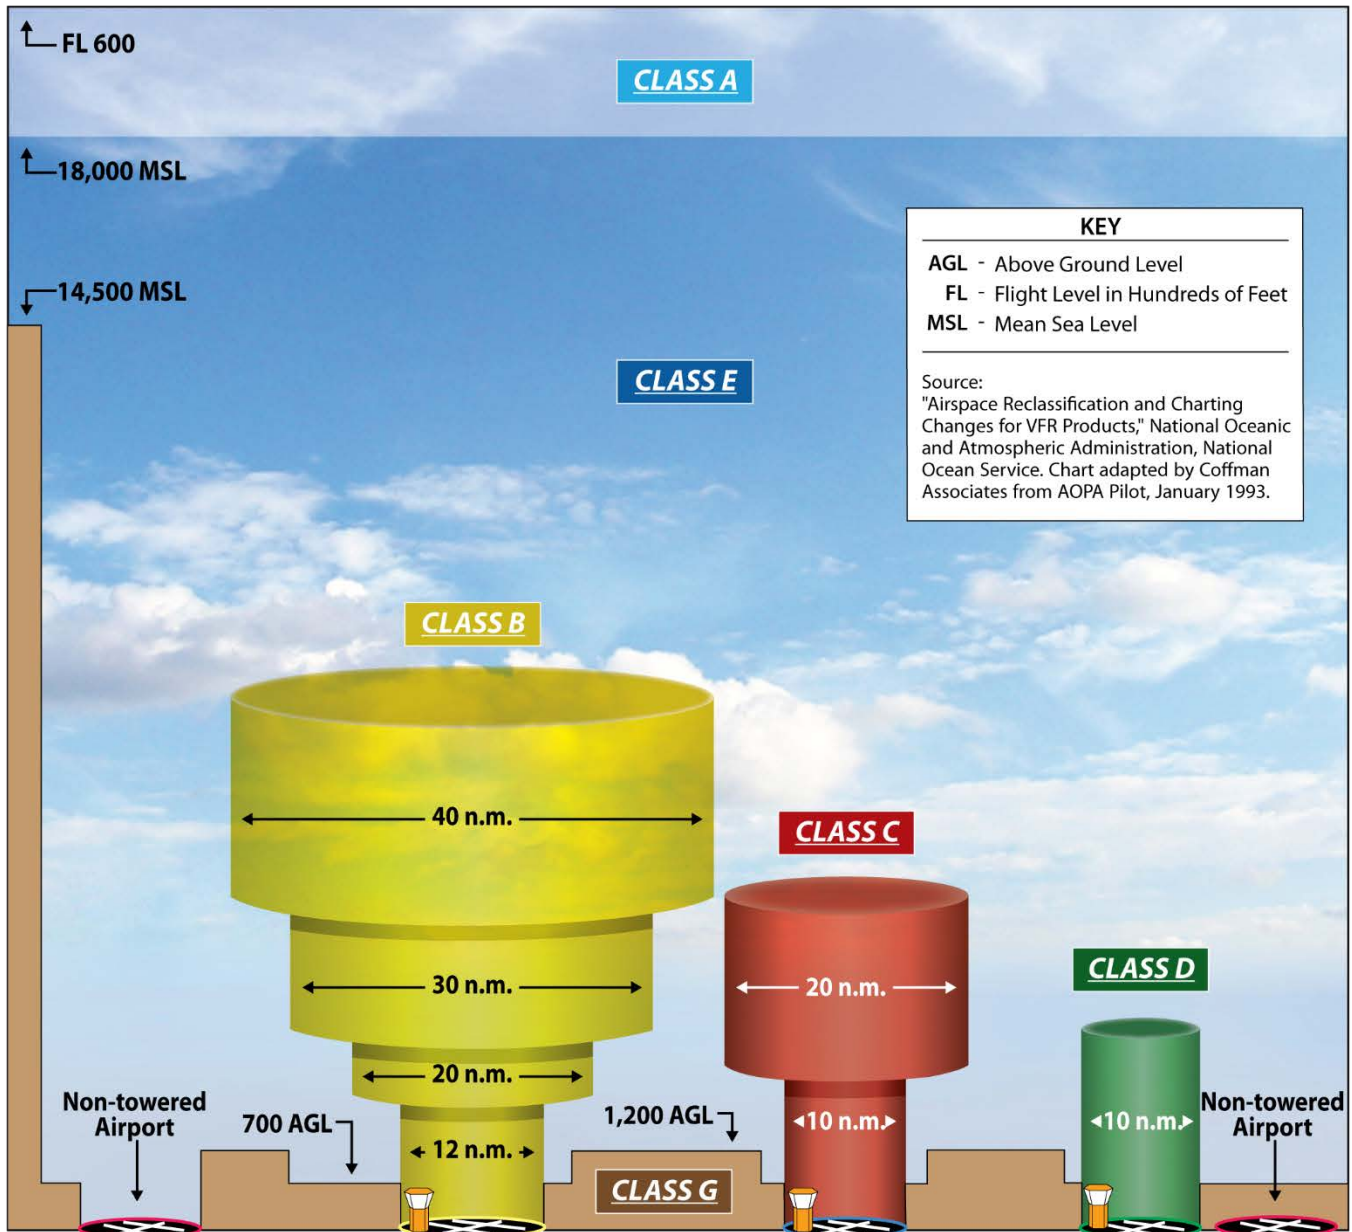 FL 600
CLASS A
18,000 MSL
KEY
AGL - Above Ground Level
FL - Flight Level in Hundreds of Feet
MSL - Mean Sea Level
14,500 MSL
CLASS E
Source:
"Airspace Reclassification and Charting
Changes for VFR Products," National Oceanic
and Atmospheric Administration, National
Ocean Service. Chart adapted by Coffman
Associates from AOPA Pilot, January 1993.
CLASS B
40 n.m.
CLASS C
30 n.m.
20 n.m.
CLASS D
20 n.m.
Non-towered
Airport
700 AGL
12 n.m.
1,200 AGL
10 n.m.
10 n.m.
Non-towered
Airport
CLASS G